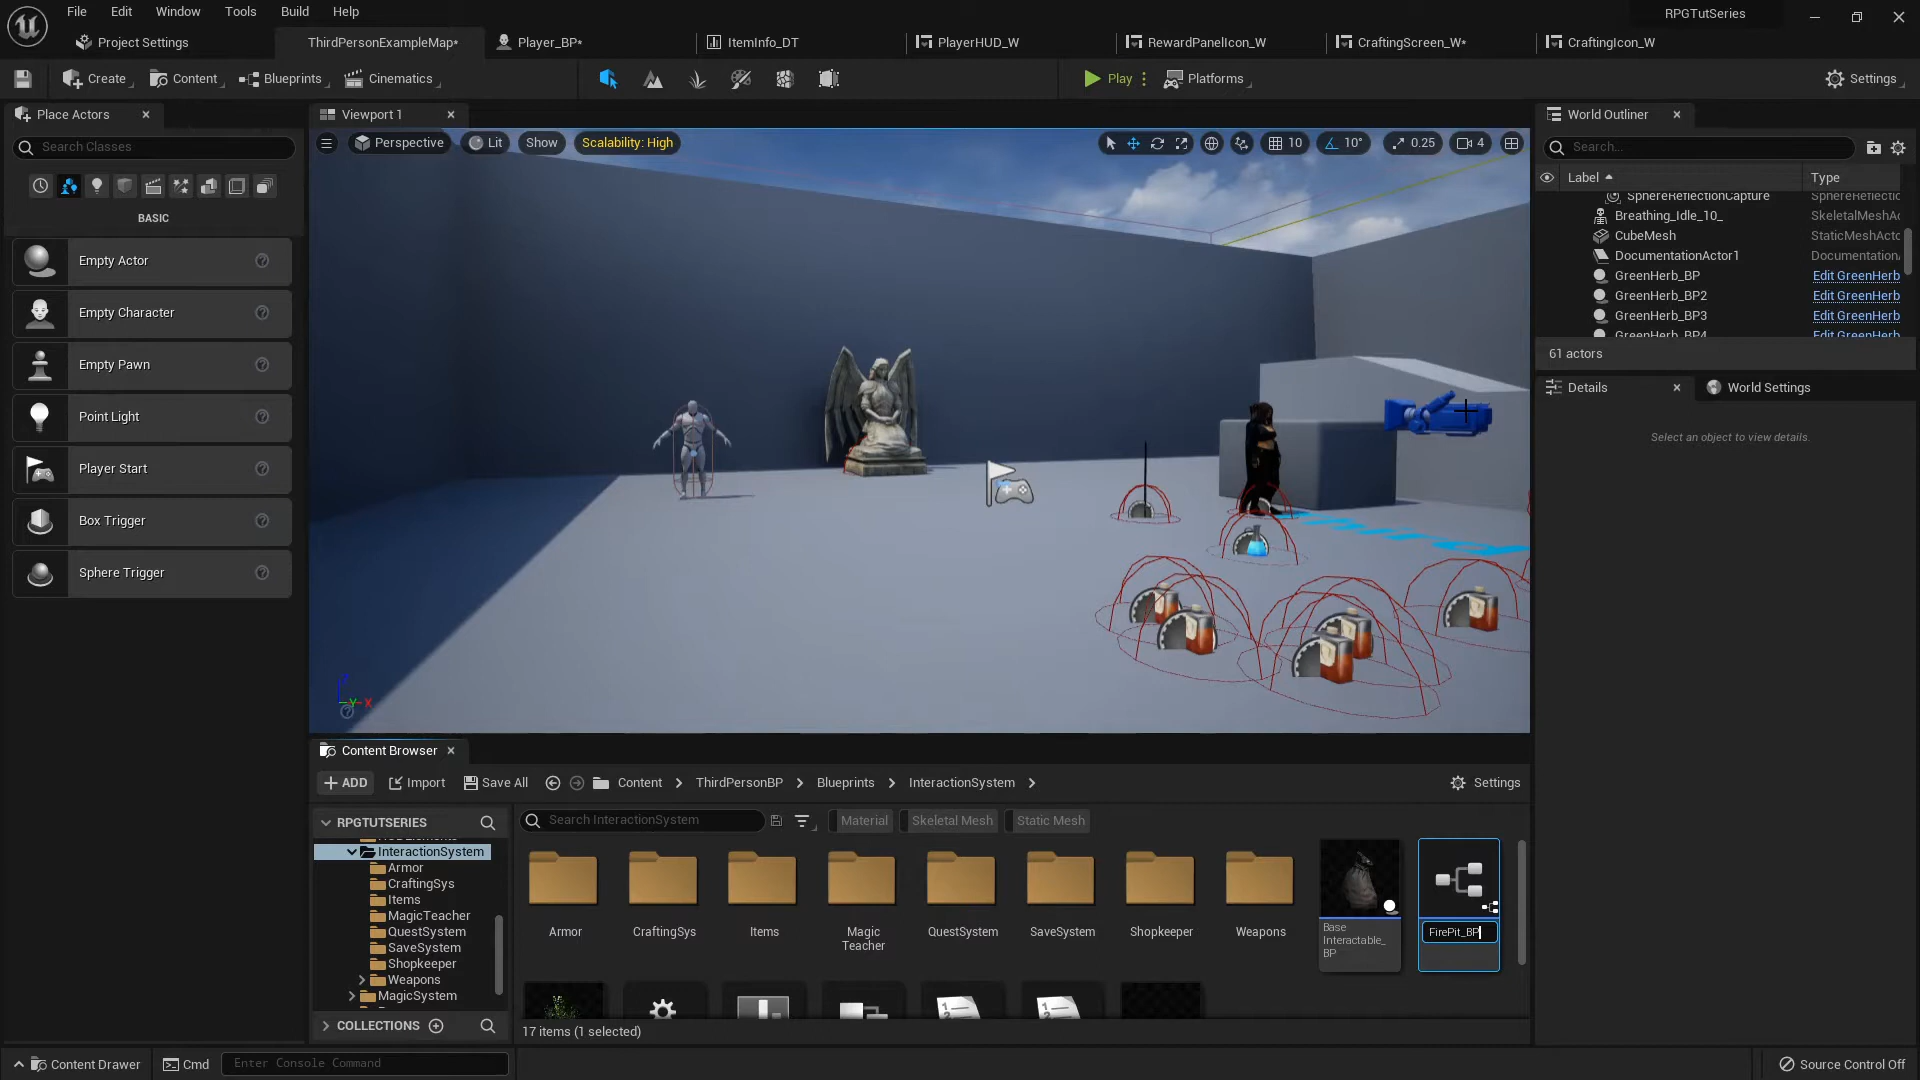 File
Edit
Window
Tools
Build
Help
RPGTutSeries
Project Settings
ThirdPersonExampleMap*
Player_BP*
ItemInfo_DT
PlayerHUD_W
RewardPanelIcon_W
CraftingScreen_W*
CraftingIcon_W
Create
Content
Blueprints
Cinematics
Play
Platforms
Settings
Place Actors
Search Classes
BASIC
Empty Actor
Empty Character
Empty Pawn
Point Light
Player Start
Box Trigger
Sphere Trigger
Viewport 1
Perspective
Lit
Show
Scalability: High
10
10°
0.25
4
World Outliner
Search...
Label
Type
SphereReflectionCapture
SphereReflec
Breathing_Idle_10_
SkeletalMeshAc
CubeMesh
StaticMeshActo
DocumentationActor1
DocumentationA
GreenHerb_BP
Edit GreenHerb
GreenHerb_BP2
Edit GreenHerb
GreenHerb_BP3
Edit GreenHerb
GreenHerb_BP4
Edit GreenHerb
61 actors
Details
World Settings
Select an object to view details.
Content Browser
ADD
Import
Save All
Content
ThirdPersonBP
Blueprints
InteractionSystem
Settings
RPGTUTSERIES
InteractionSystem
Armor
CraftingSys
Items
MagicTeacher
QuestSystem
SaveSystem
Shopkeeper
Weapons
MagicSystem
COLLECTIONS
Search InteractionSystem
Material
Skeletal Mesh
Static Mesh
Armor
CraftingSys
Items
Magic
Teacher
QuestSystem
SaveSystem
Shopkeeper
Weapons
Base
Interactable_
BP
FirePit_BP
17 items (1 selected)
Content Drawer
Cmd
Enter Console Command
Source Control Off